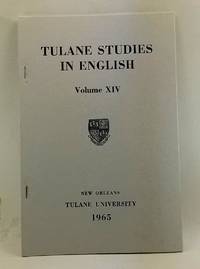 TULANE STUDIES
IN ENGLISH
Volume XIV
NEW ORLEANS
TULANE UNIVERSITY
1965